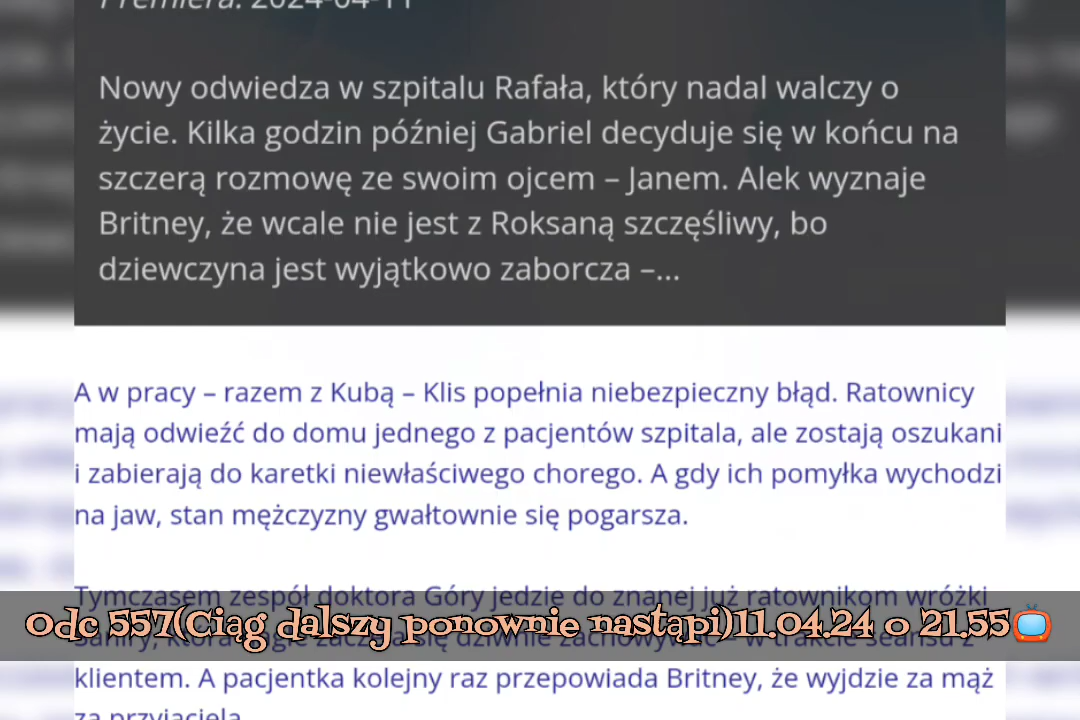 Premiera: 2024-04-11
Nowy odwiedza w szpitalu Rafała, który nadal walczy o
życie. Kilka godzin później Gabriel decyduje się w końcu na
szczerą rozmowę ze swoim ojcem – Janem. Alek wyznaje
Britney, że wcale nie jest z Roksaną szczęśliwy, bo
dziewczyna jest wyjątkowo zaborcza –...
A w pracy – razem z Kubą – Klis popełnia niebezpieczny błąd. Ratownicy
mają odwieźć do domu jednego z pacjentów szpitala, ale zostają oszukani
i zabierają do karetki niewłaściwego chorego. A gdy ich pomyłka wychodzi
na jaw, stan mężczyzny gwałtownie się pogarsza.
Tymczasem zespół doktora Góry jedzie do znanej już ratownikom wróżki
Odc 557(Ciąg dalszy ponownie nastąpi)11.04.24 o 21.55📺
klientem. A pacjentka kolejny raz przepowiada Britney, że wyjdzie za mąż
za przyjaciela